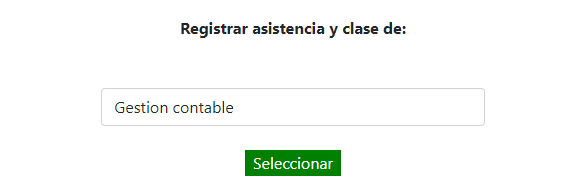 Registrar asistencia y clase de:
Gestion contable
Seleccionar